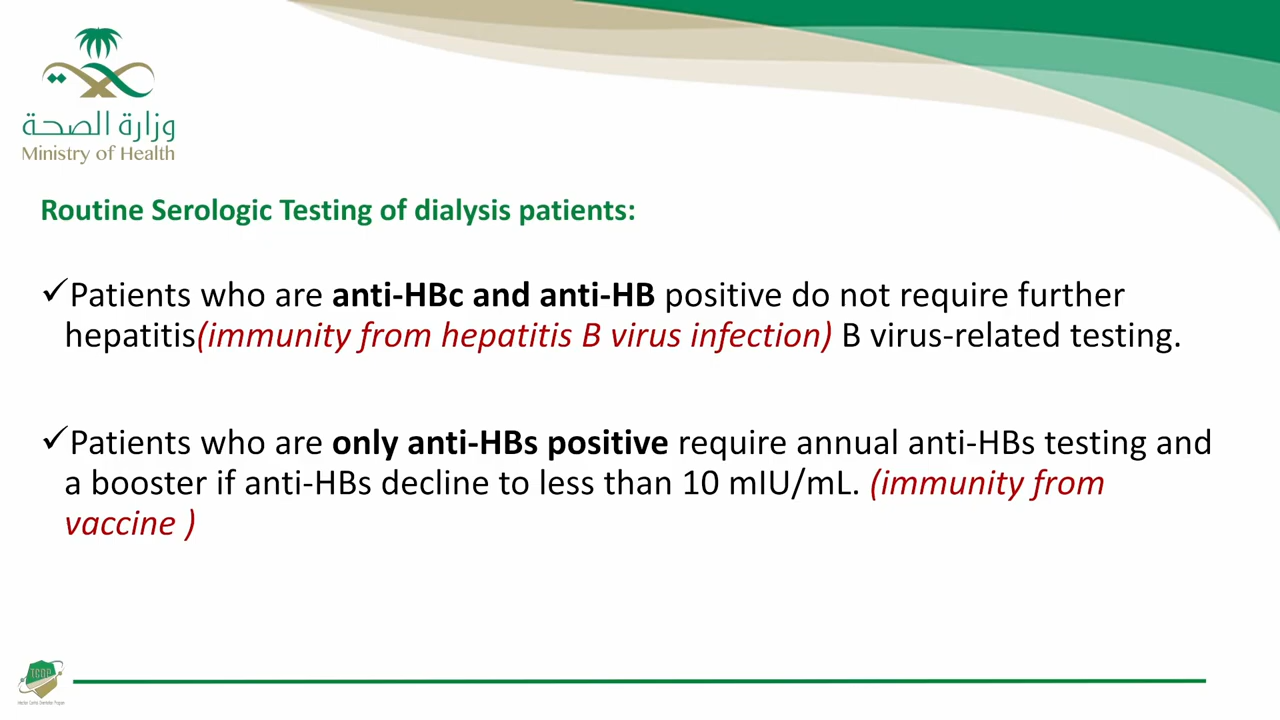 وزارة الصحة
Ministry of Health
Routine Serologic Testing of dialysis patients:
✓Patients who are anti-HBc and anti-HB positive do not require further
hepatitis(immunity from hepatitis B virus infection) B virus-related testing.
✓Patients who are only anti-HBs positive require annual anti-HBs testing and
a booster if anti-HBs decline to less than 10 mIU/mL. (immunity from
vaccine )